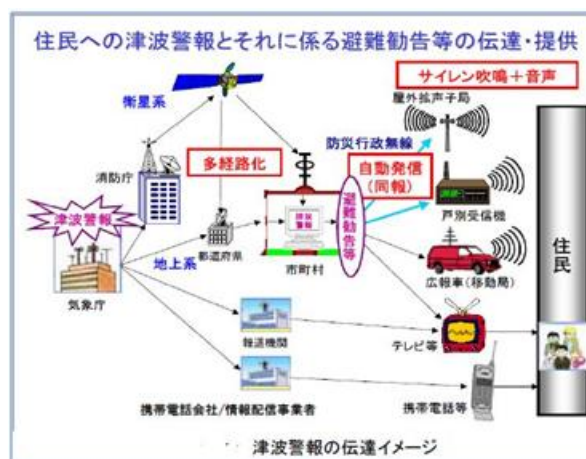 住民への津波警報とそれに係る避難勧告等の伝達・提供
サイレン吹鳴+音声
屋外拡声子局
衛星系
防災行政無線
多経路化
自動発信
(同報)
消防庁
津波警報
避難勧告等
戸別受信機
都道府県
地上系
市町村
広報車(移動局)
気象庁
住民
報道機関
テレビ等
携帯電話会社/情報配信事業者
携帯電話等
津波警報の伝達イメージ